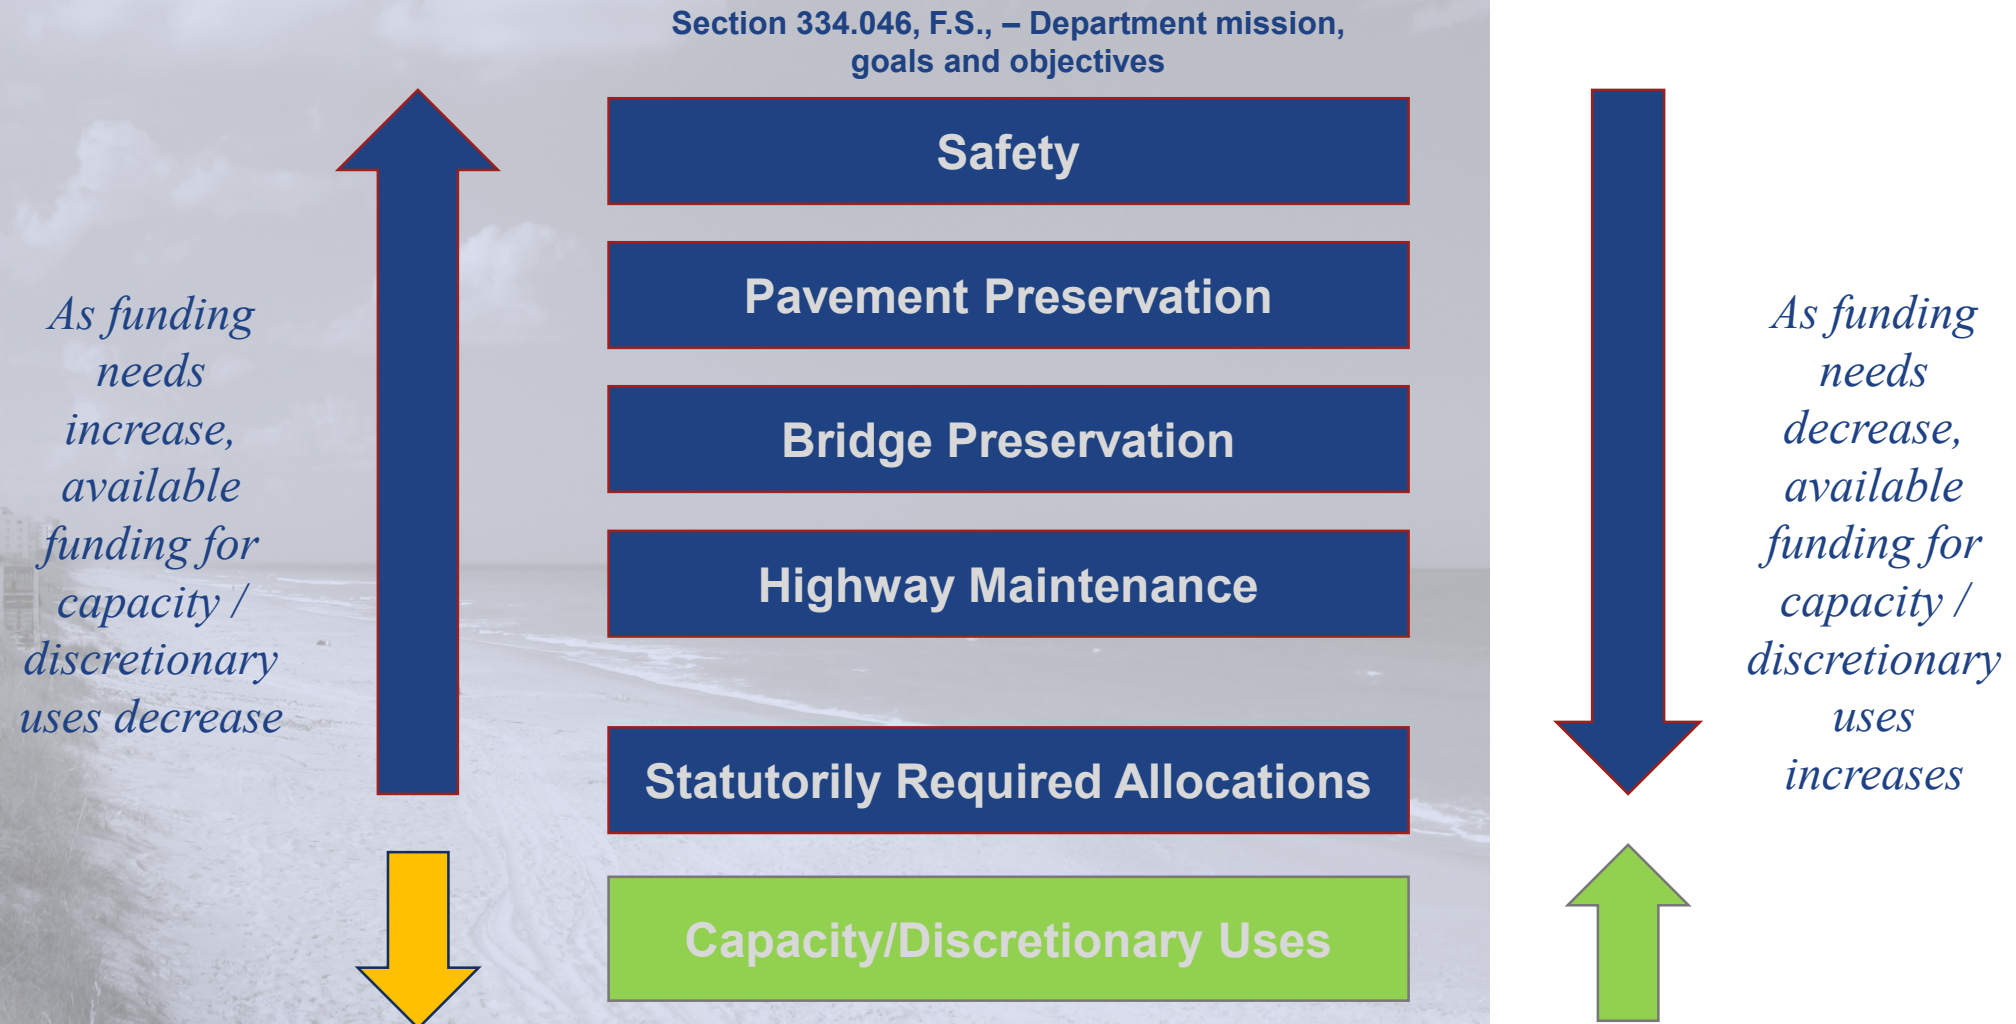 Section 334.046, F.S., – Department mission,
goals and objectives
Safety
Pavement Preservation
Bridge Preservation
Highway Maintenance
Statutorily Required Allocations
Capacity/Discretionary Uses
As funding
needs
increase,
available
funding for
capacity /
discretionary
uses decrease
As funding
needs
decrease,
available
funding for
capacity /
discretionary
uses
increases